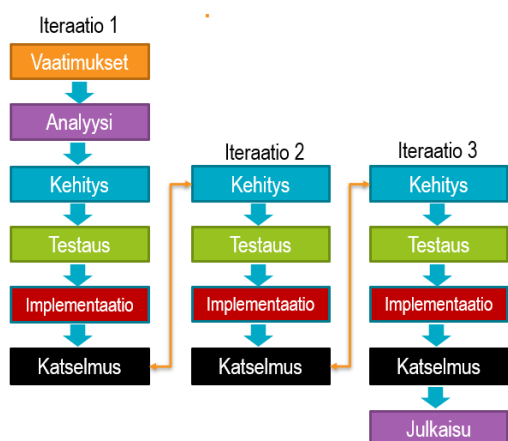 Iteraatio 1
Vaatimukset
Analyysi
Kehitys
Testaus
Implementaatio
Katselmus
Iteraatio 2
Kehitys
Testaus
Implementaatio
Katselmus
Iteraatio 3
Kehitys
Testaus
Implementaatio
Katselmus
Julkaisu